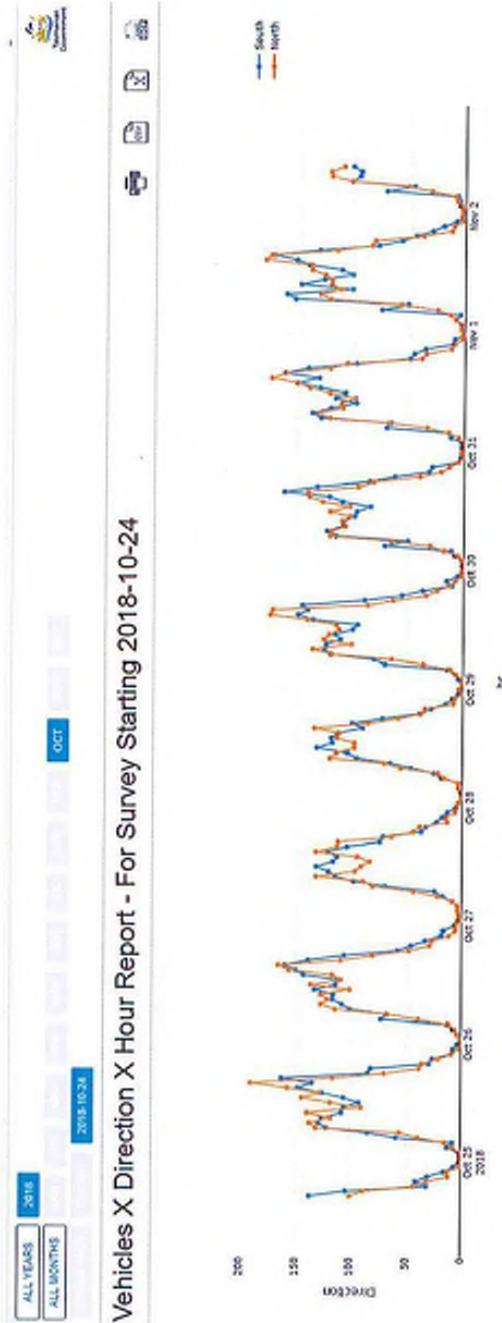 ALL YEARS 2018
ALL MONTHS OCT
2018-10-24
Tasmanian
Government
Vehicles X Direction X Hour Report - For Survey Starting 2018-10-24
South
North
200
150
100
50
0
Direction
Oct 25
2018
Oct 26
Oct 27
Oct 28
Oct 29
Oct 30
Oct 31
Nov 1
Nov 2